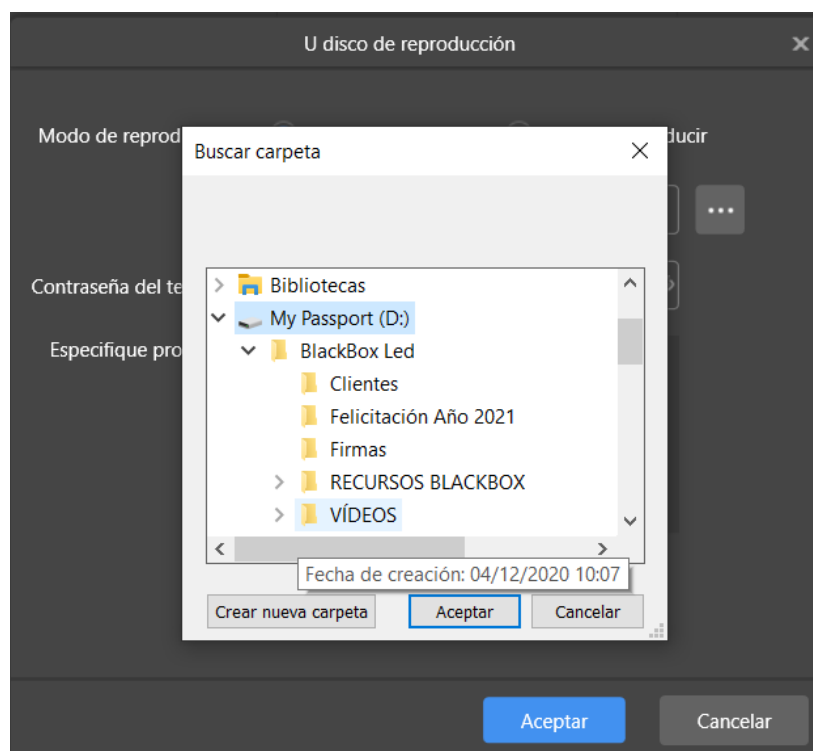 U disco de reproducción
Modo de reprod
ducir
Buscar carpeta
Contraseña del te
Especifique pro
Bibliotecas
My Passport (D:)
BlackBox Led
Clientes
Felicitación Año 2021
Firmas
RECURSOS BLACKBOX
VÍDEOS
Fecha de creación: 04/12/2020 10:07
Crear nueva carpeta Aceptar Cancelar
Aceptar Cancelar